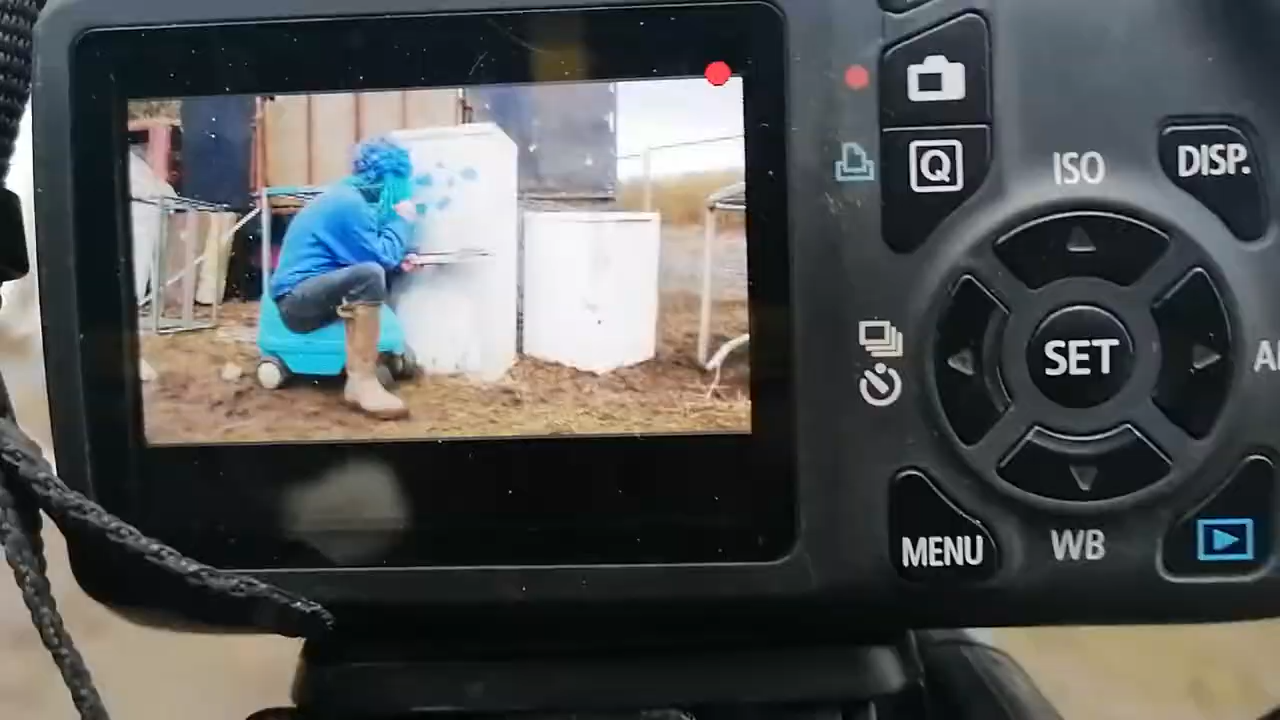 Q
ISO
DISP.
SET
MENU
WB